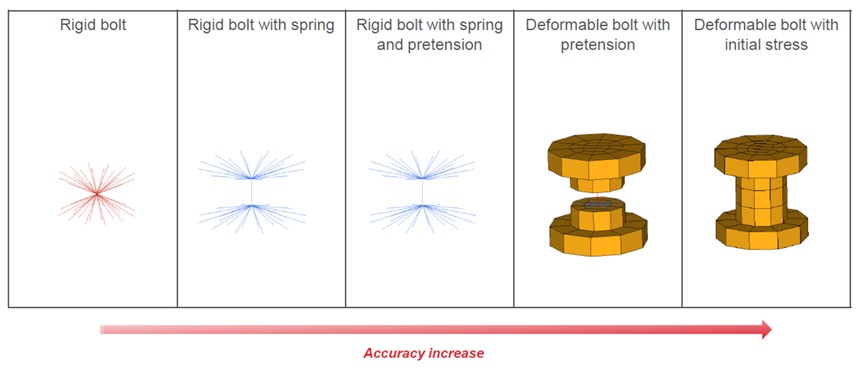 Rigid bolt
Rigid bolt with spring
Rigid bolt with spring
and pretension
Deformable bolt with
pretension
Deformable bolt with
initial stress
Accuracy increase